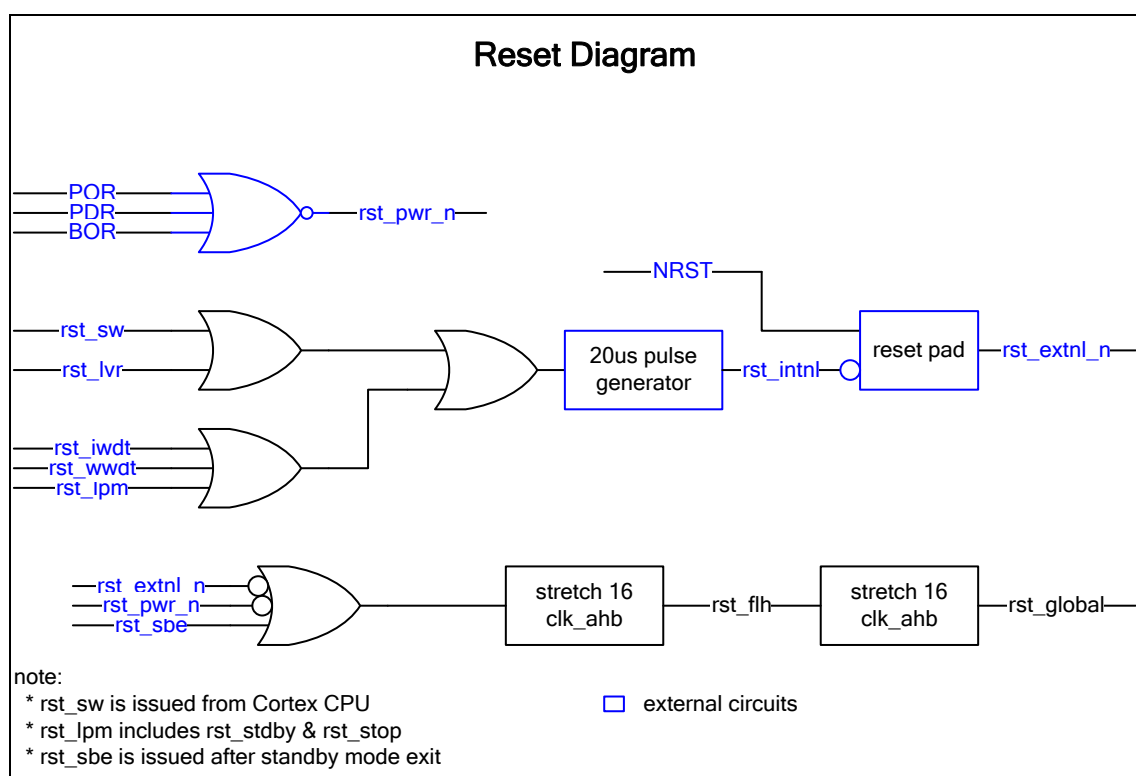 Reset Diagram
POR
PDR
BOR
rst_pwr_n
NRST
rst_sw
rst_lvr
20us pulse
generator
rst_intnl
reset pad
rst_extnl_n
rst_iwdt
rst_wwdt
rst_lpm
rst_extnl_n
rst_pwr_n
rst_sbe
stretch 16
clk_ahb
rst_flh
stretch 16
clk_ahb
rst_global
note:
* rst_sw is issued from Cortex CPU
* rst_lpm includes rst_stdby & rst_stop
* rst_sbe is issued after standby mode exit
external circuits